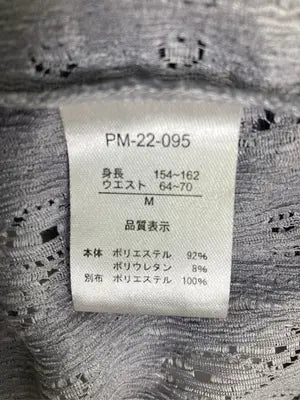 PM-22-095
身長 154~162
ウエスト 64~70
M
品質表示
本体 ポリエステル 92%
ポリウレタン 8%
別布 ポリエステル 100%